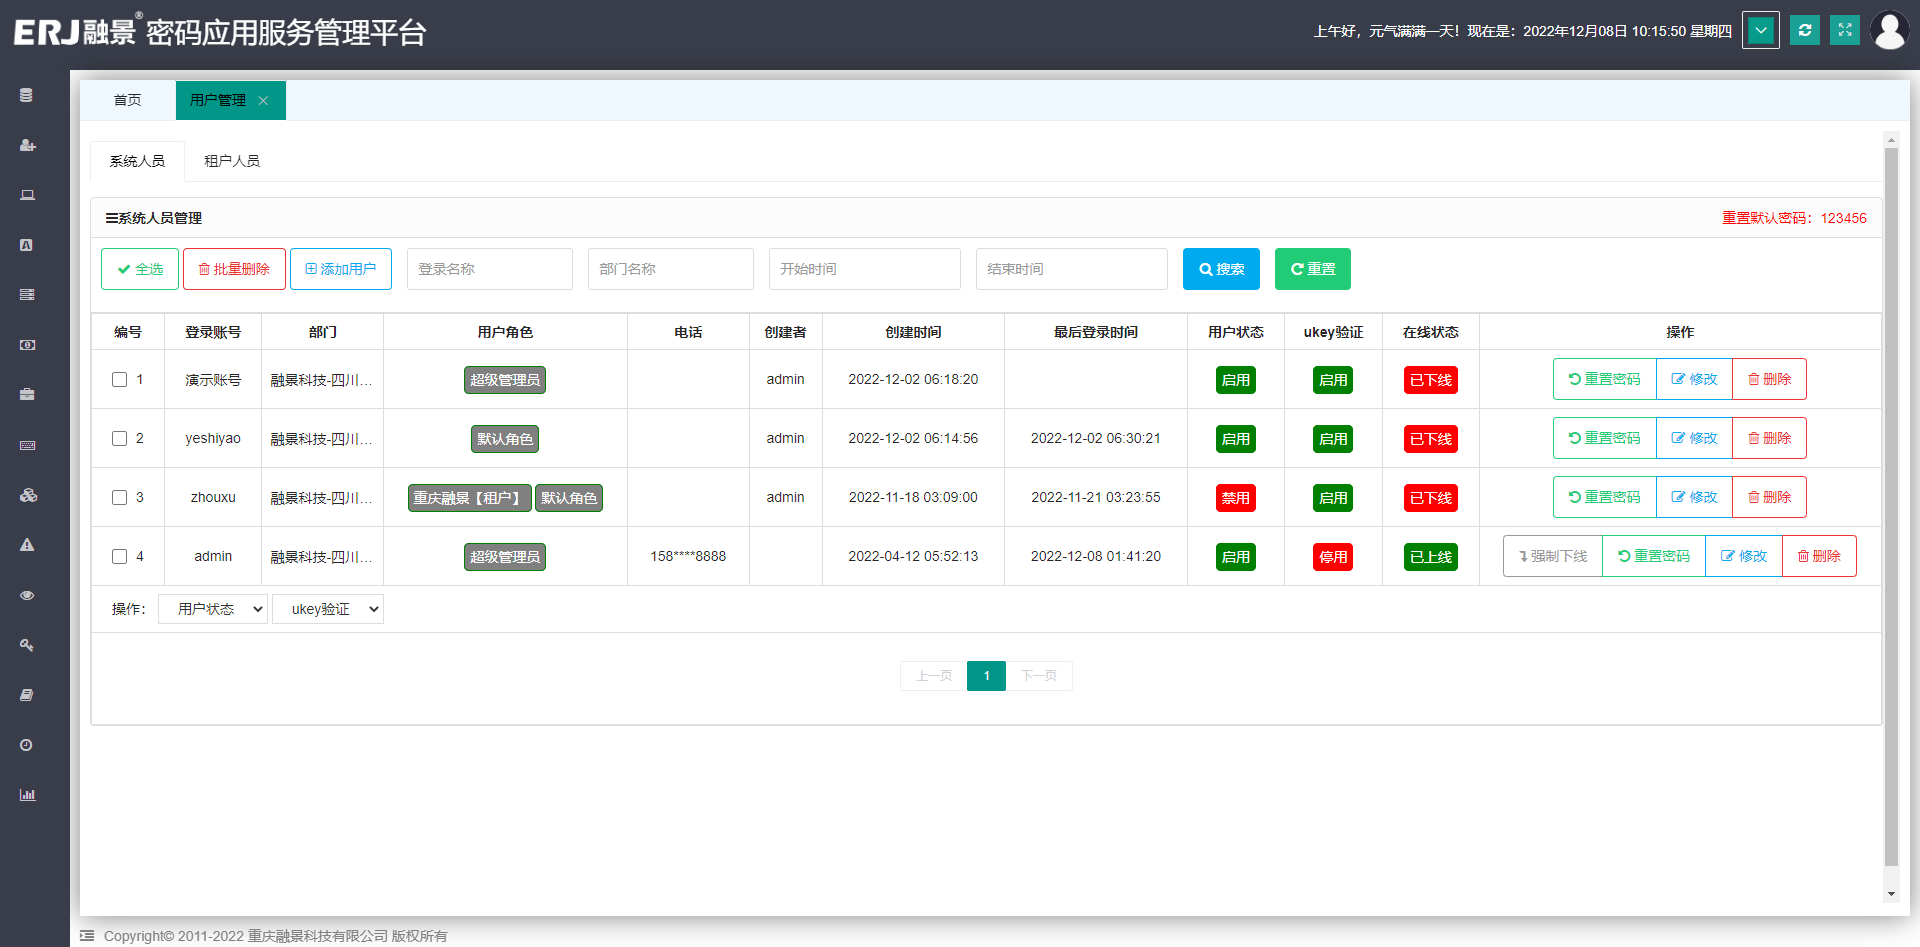 ERJ融景® 密码应用服务管理平台
上午好，元气满满一天！现在是：2022年12月08日 10:15:50 星期四
首页 用户管理
系统人员 租户人员
系统人员管理 重置默认密码：123456
全选 批量删除 添加用户 登录名称 部门名称 开始时间 结束时间 搜索 重置
编号 登录账号 部门 用户角色 电话 创建者 创建时间 最后登录时间 用户状态 ukey验证 在线状态 操作
1 演示账号 融景科技-四川... 超级管理员 admin 2022-12-02 06:18:20 启用 启用 已下线 重置密码 修改 删除
2 yeshiyao 融景科技-四川... 默认角色 admin 2022-12-02 06:14:56 2022-12-02 06:30:21 启用 启用 已下线 重置密码 修改 删除
3 zhouxu 融景科技-四川... 重庆融景【租户】 默认角色 admin 2022-11-18 03:09:00 2022-11-21 03:23:55 禁用 启用 已下线 重置密码 修改 删除
4 admin 融景科技-四川... 超级管理员 158****8888 2022-04-12 05:52:13 2022-12-08 01:41:20 启用 停用 已上线 强制下线 重置密码 修改 删除
操作： 用户状态 ukey验证
上一页 1 下一页
Copyright© 2011-2022 重庆融景科技有限公司 版权所有